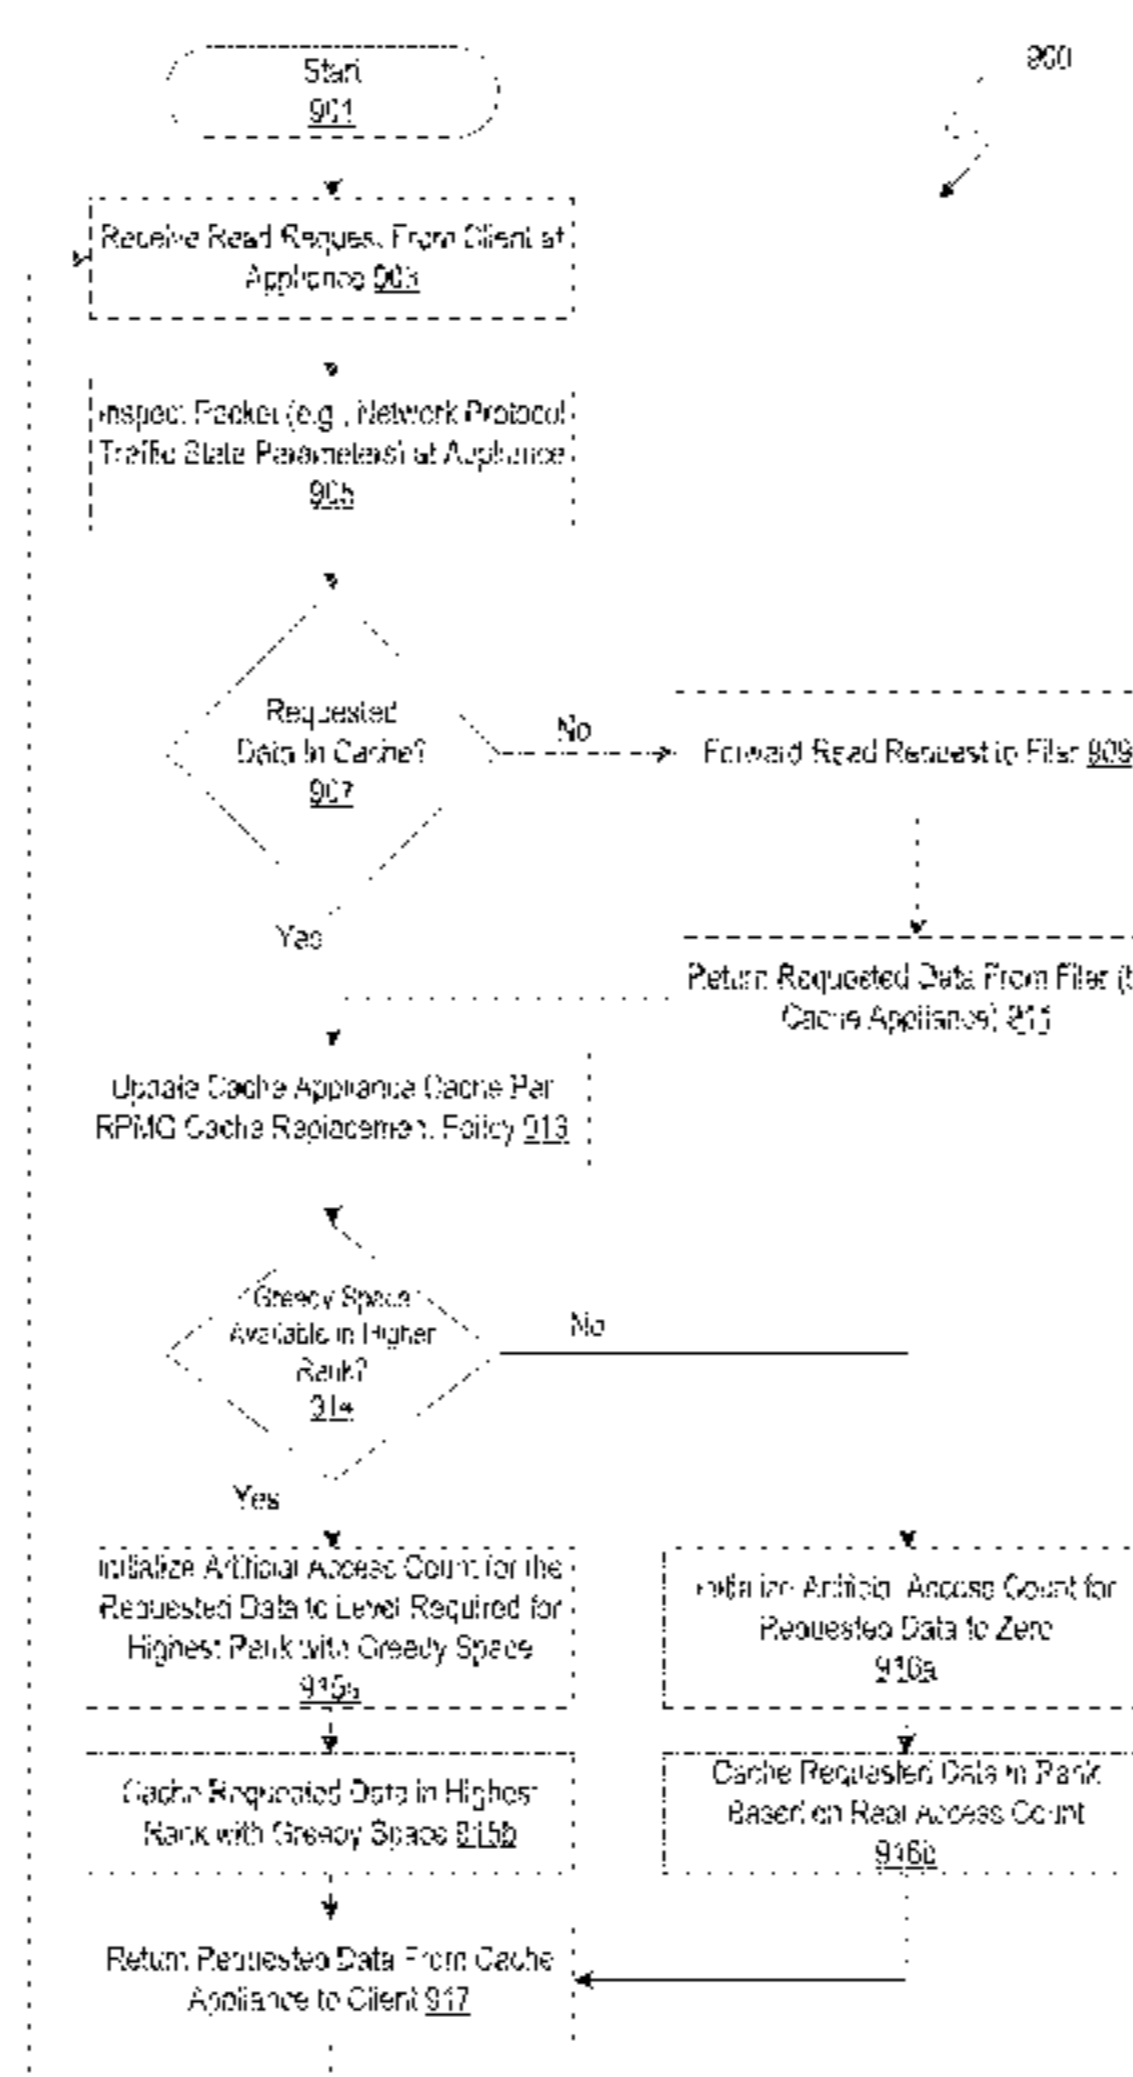 900
Start
901
Receive Read Request From Client at
Appliance 903
Inspect Packet (e.g., Network Protocol
Traffic State Parameters) at Appliance
905
Requested
Data In Cache?
907
No
Forward Read Request to Filer 909
Yes
Return Requested Data From Filer (t
Cache Appliance) 911
Update Cache Appliance Cache Per
RPMG Cache Replacement Policy 913
Greedy Space
Available in Higher
Rank?
914
No
Yes
Initialize Artificial Access Count for the
Requested Data to Level Required for
Highest Rank with Greedy Space
915a
Initialize Artificial Access Count for
Requested Data to Zero
916a
Cache Requested Data in Highest
Rank with Greedy Space 915b
Cache Requested Data in Rank
Based on Real Access Count
916b
Return Requested Data From Cache
Appliance to Client 917